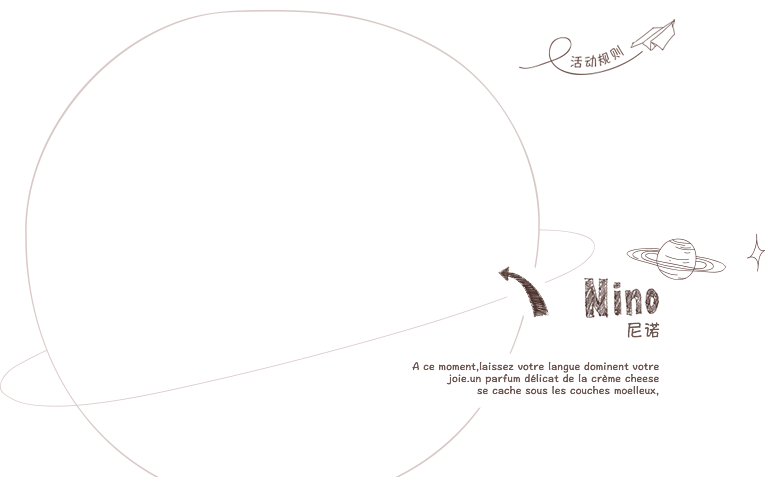 活动规则
Nino
尼诺
A ce moment,laissez votre langue dominent votre
joie.un parfum délicat de la crème cheese
se cache sous les couches moelleux,